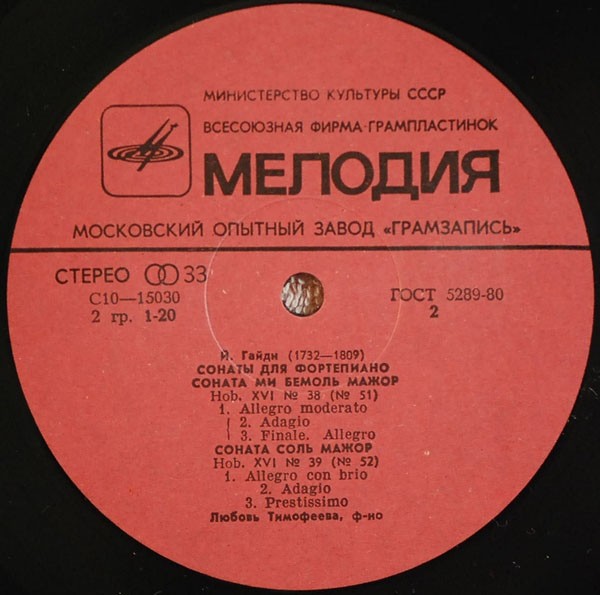 МИНИСТЕРСТВО КУЛЬТУРЫ СССР
ВСЕСОЮЗНАЯ ФИРМА ГРАМПЛАСТИНОК
МЕЛОДИЯ
МОСКОВСКИЙ ОПЫТНЫЙ ЗАВОД «ГРАМЗАПИСЬ»
СТЕРЕО 33
С10—15030
2 гр. 1-20
ГОСТ 5289-80
2
Й. Гайдн (1732—1809)
СОНАТЫ ДЛЯ ФОРТЕПИАНО
СОНАТА МИ БЕМОЛЬ МАЖОР
Hob. XVI № 38 (№ 51)
1. Allegro moderato
2. Adagio
3. Finale. Allegro
СОНАТА СОЛЬ МАЖОР
Hob. XVI № 39 (№ 52)
1. Allegro con brio
2. Adagio
3. Prestissimo
Любовь Тимофеева, ф-но